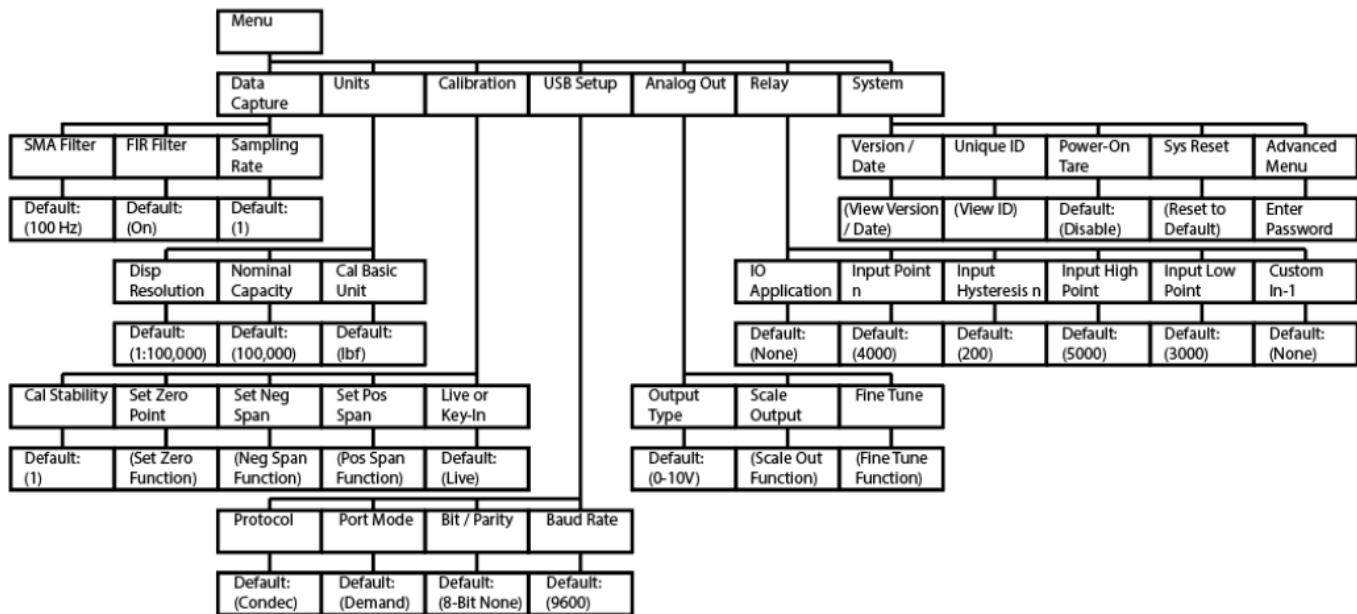 Menu
Data
Capture
Units
Calibration
USB Setup
Analog Out
Relay
System
SMA Filter
FIR Filter
Sampling
Rate
Version /
Date
Unique ID
Power-On
Tare
Sys Reset
Advanced
Menu
Default:
(100 Hz)
Default:
(On)
Default:
(1)
(View Version
/ Date)
(View ID)
Default:
(Disable)
(Reset to
Default)
Enter
Password
Disp
Resolution
Nominal
Capacity
Cal Basic
Unit
IO
Application
Input Point
n
Input
Hysteresis n
Input High
Point
Input Low
Point
Custom
In-1
Default:
(1:100,000)
Default:
(100,000)
Default:
(lbf)
Default:
(None)
Default:
(4000)
Default:
(200)
Default:
(5000)
Default:
(3000)
Default:
(None)
Cal Stability
Set Zero
Point
Set Neg
Span
Set Pos
Span
Live or
Key-In
Output
Type
Scale
Output
Fine Tune
Default:
(1)
(Set Zero
Function)
(Neg Span
Function)
(Pos Span
Function)
Default:
(Live)
Default:
(0-10V)
(Scale Out
Function)
(Fine Tune
Function)
Protocol
Port Mode
Bit / Parity
Baud Rate
Default:
(Condec)
Default:
(Demand)
Default:
(8-Bit None)
Default:
(9600)